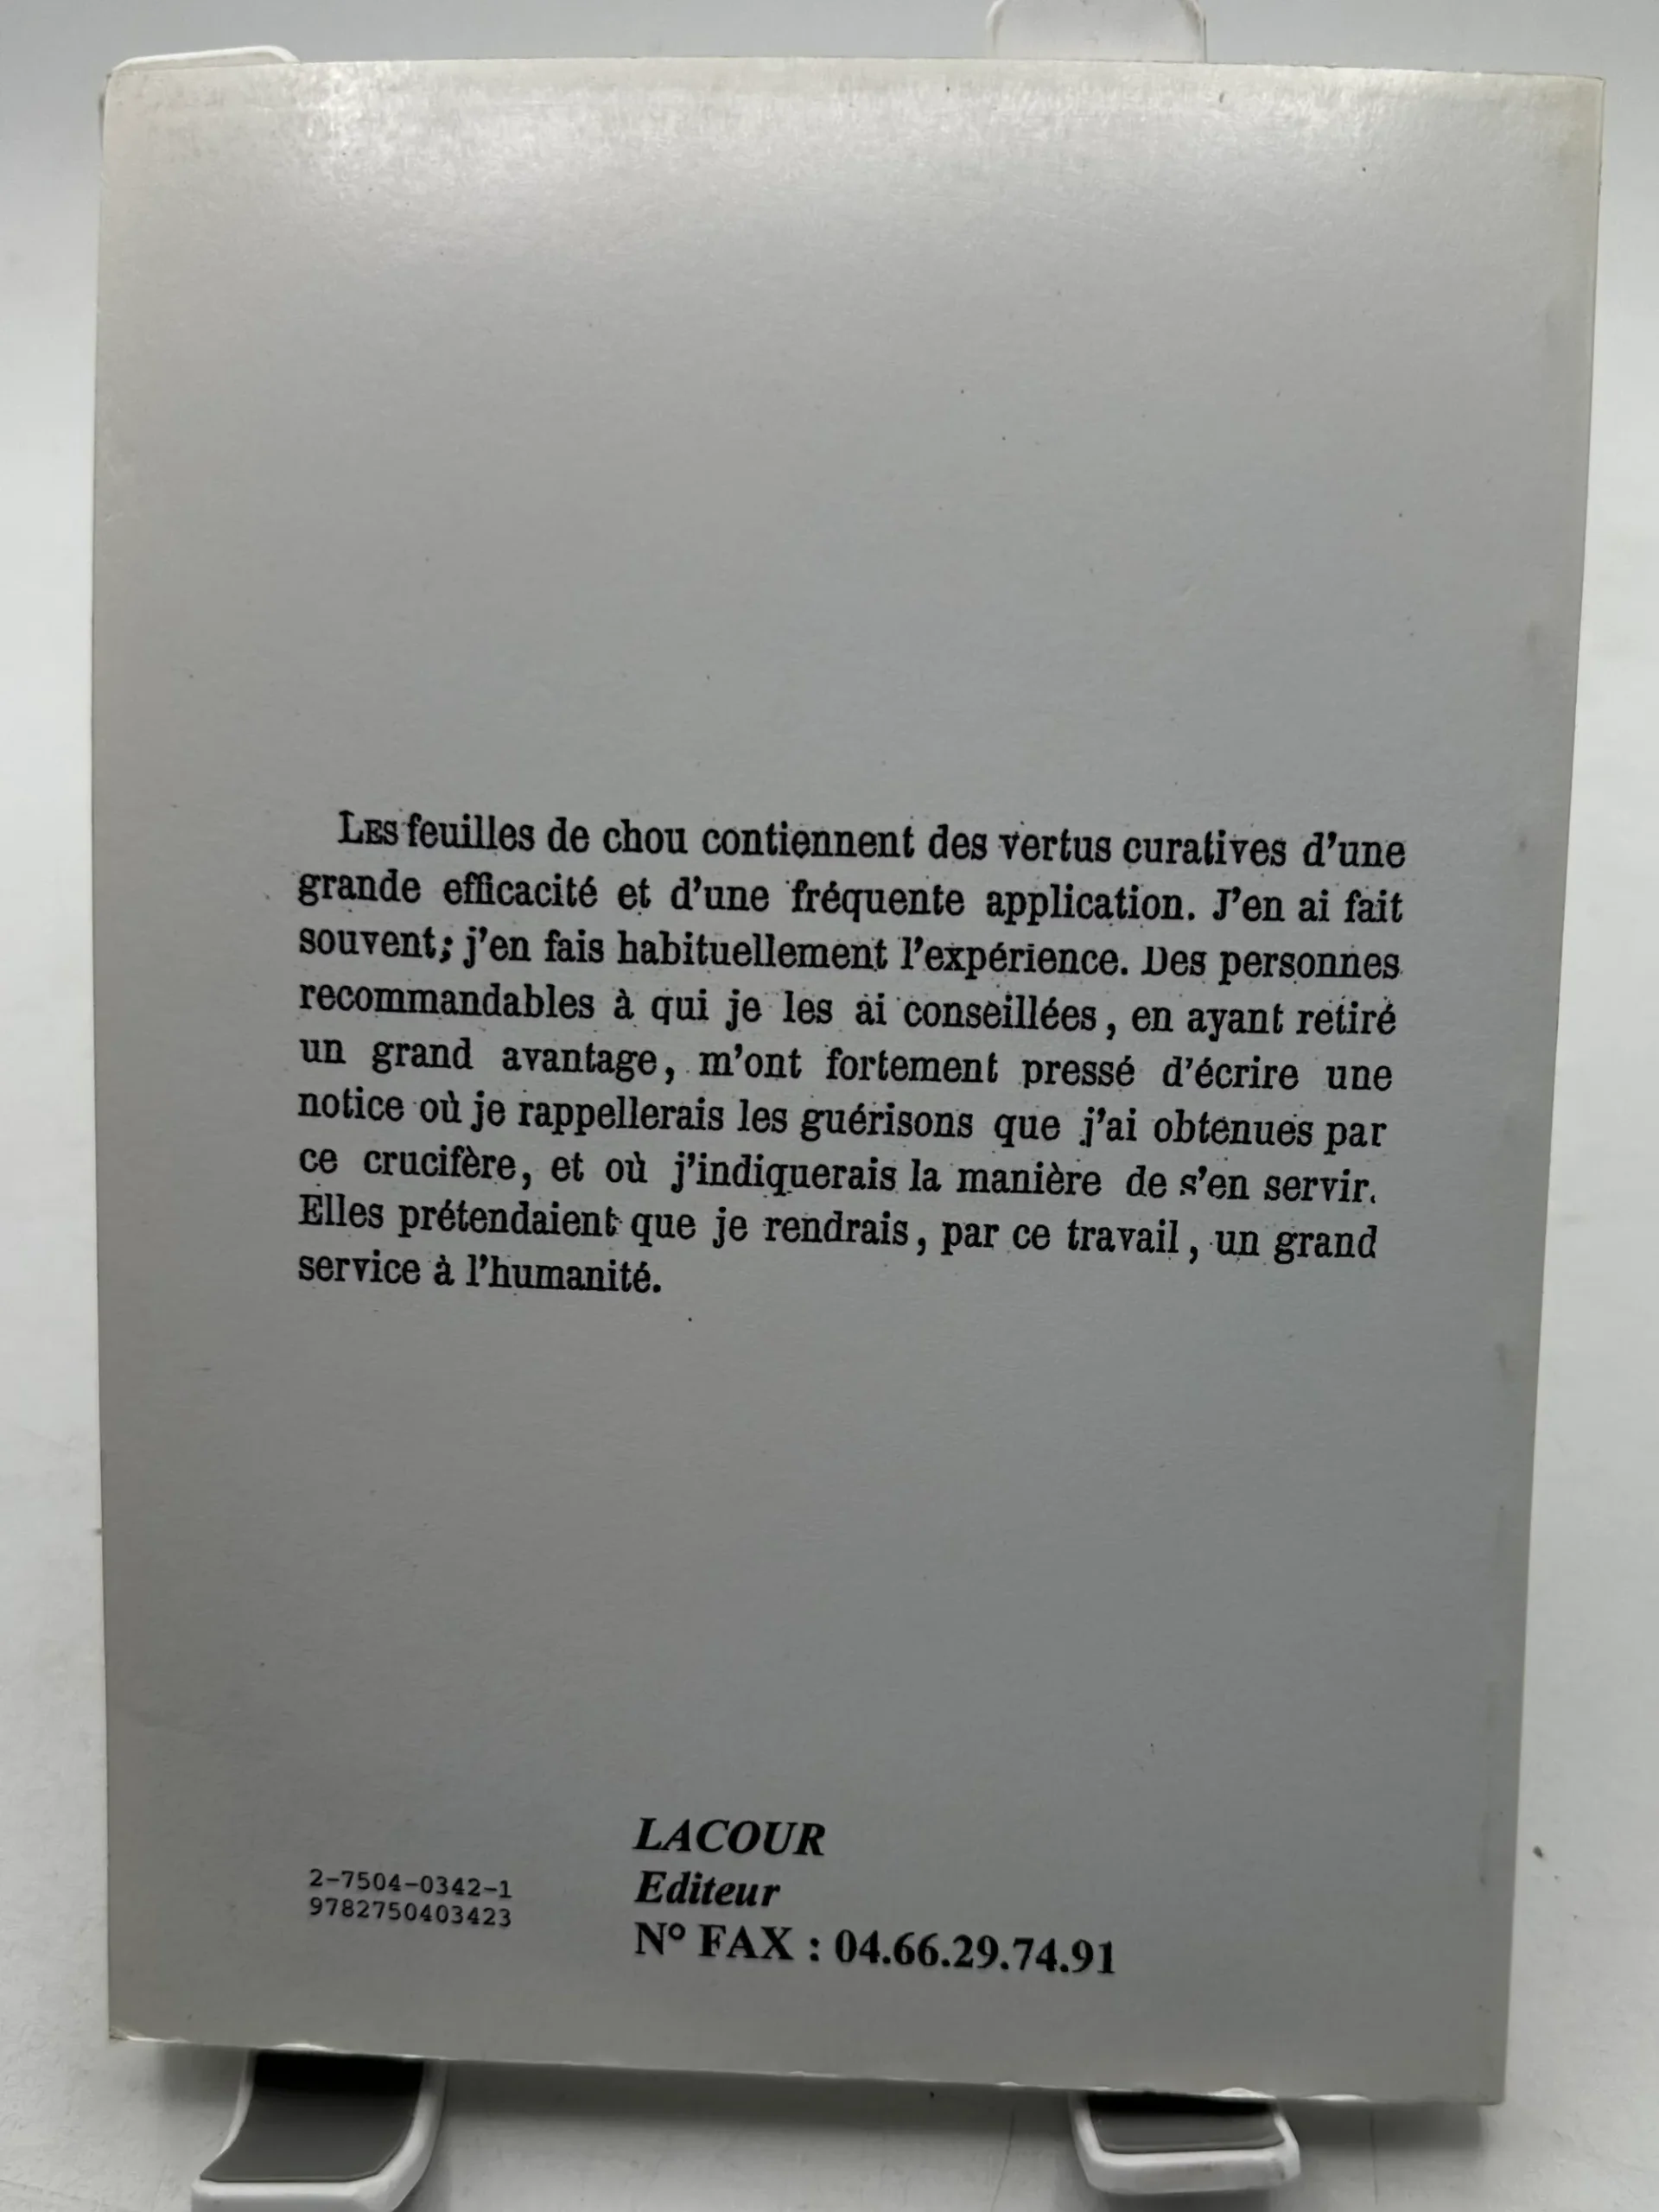 LES feuilles de chou contiennent des vertus curatives d'une
grande efficacité et d'une fréquente application. J'en ai fait
souvent; j'en fais habituellement l'expérience. Des personnes
recommandables à qui je les ai conseillées, en ayant retiré
un grand avantage, m'ont fortement pressé d'écrire une
notice où je rappellerais les guérisons que j'ai obtenues par
ce crucifère, et où j'indiquerais la manière de s'en servir.
Elles prétendaient que je rendrais, par ce travail, un grand
service à l'humanité.
LACOUR
Editeur
N° FAX : 04.66.29.74.91
2-7504-0342-1
9782750403423